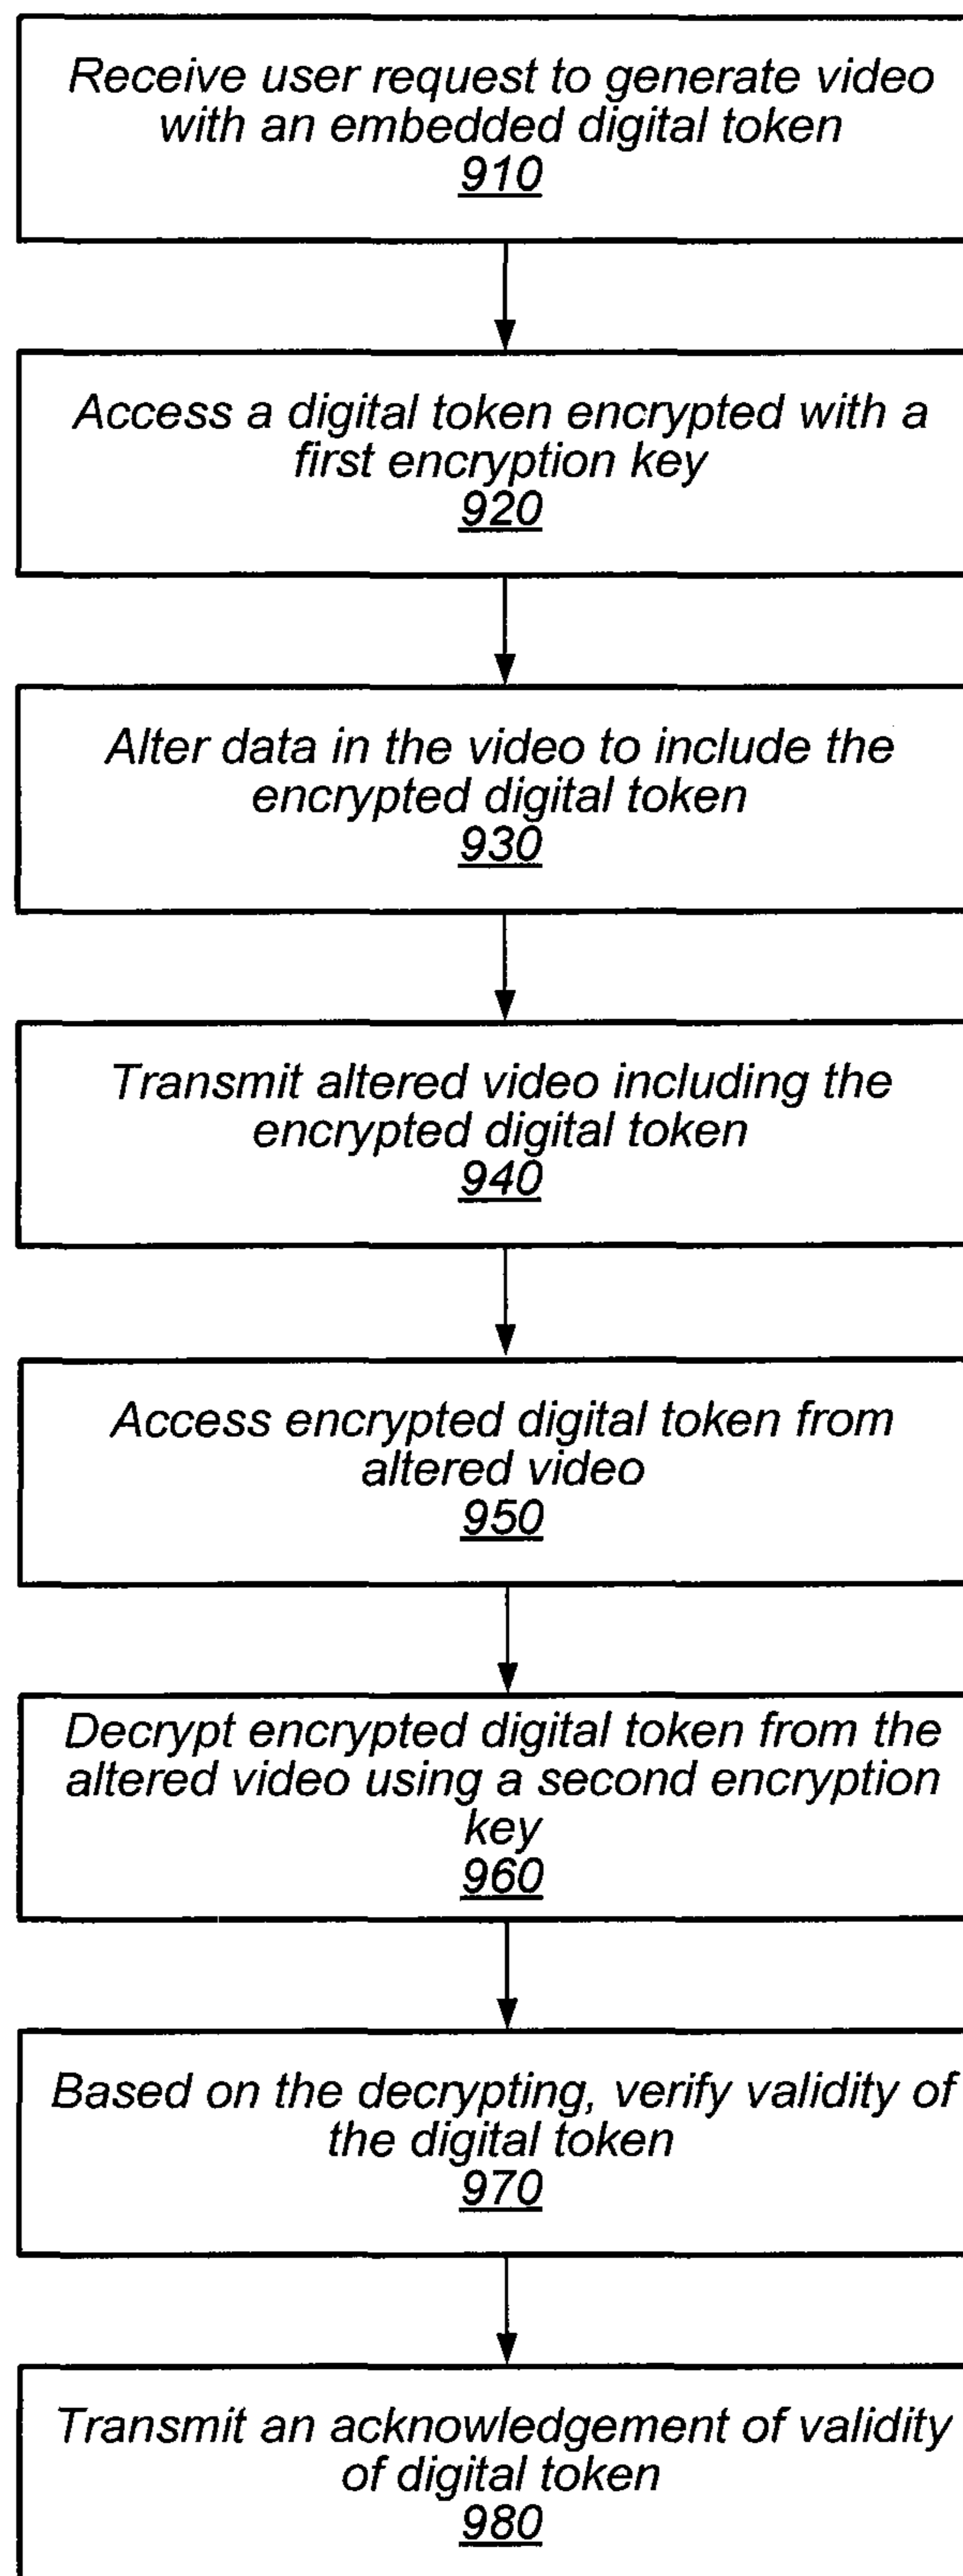 Receive user request to generate video
with an embedded digital token
910
Access a digital token encrypted with a
first encryption key
920
Alter data in the video to include the
encrypted digital token
930
Transmit altered video including the
encrypted digital token
940
Access encrypted digital token from
altered video
950
Decrypt encrypted digital token from the
altered video using a second encryption
key
960
Based on the decrypting, verify validity of
the digital token
970
Transmit an acknowledgement of validity
of digital token
980